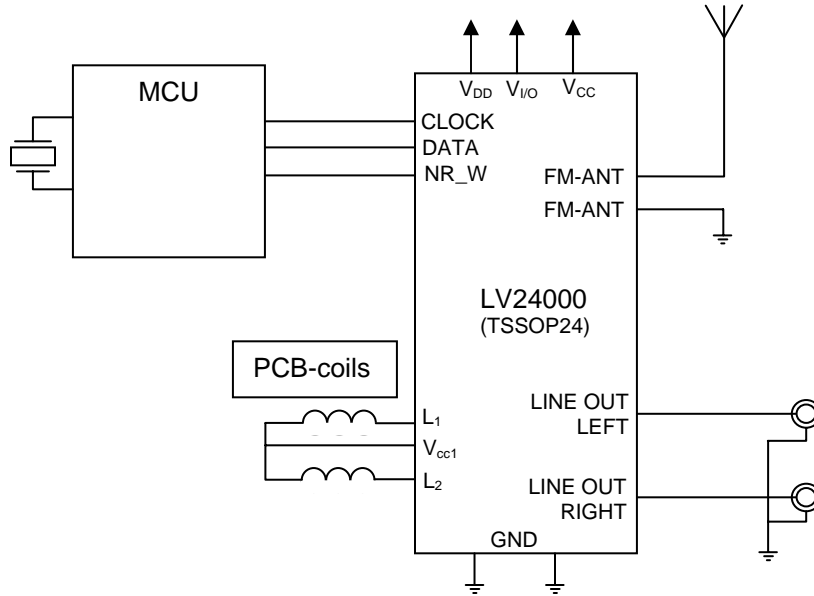 MCU
V_DD V_I/O V_CC
CLOCK
DATA
NR_W
FM-ANT
FM-ANT
LV24000
(TSSOP24)
PCB-coils
L₁
V_cc1
L₂
LINE OUT
LEFT
LINE OUT
RIGHT
GND